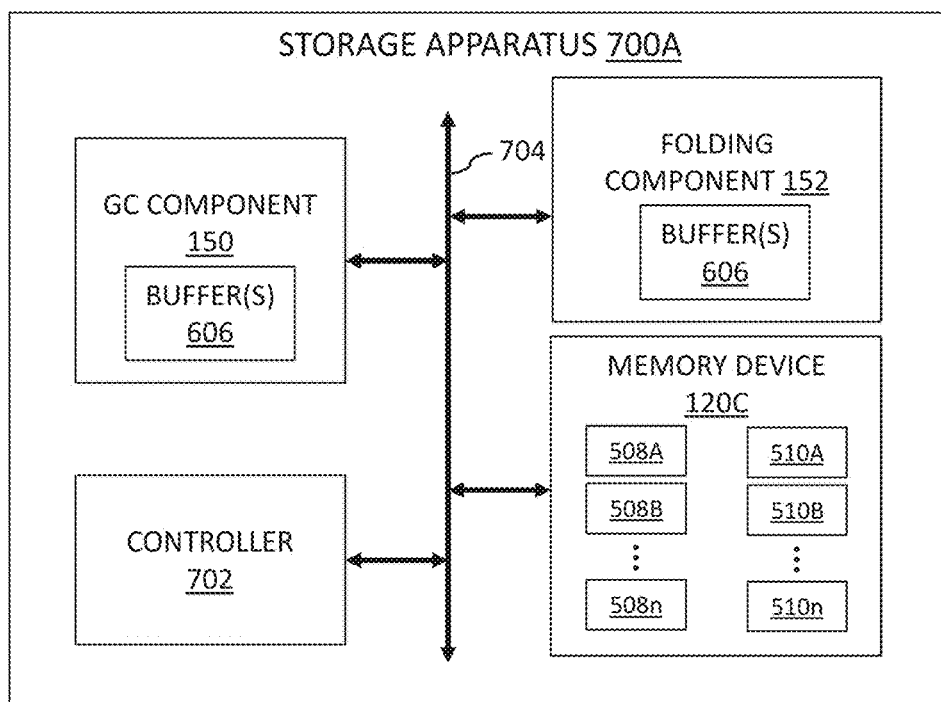 STORAGE APPARATUS 700A
GC COMPONENT
150
BUFFER(S)
606
704
FOLDING
COMPONENT 152
BUFFER(S)
606
MEMORY DEVICE
120C
508A 510A
508B 510B
508n 510n
CONTROLLER
702